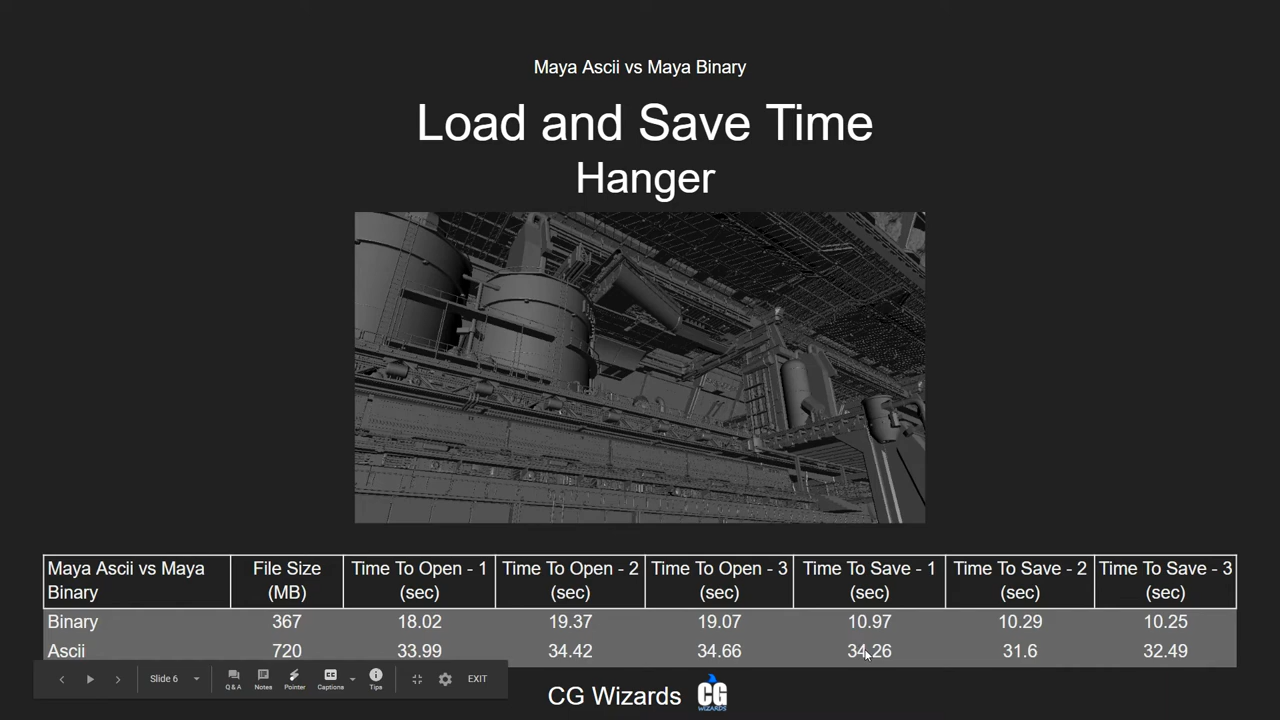 Maya Ascii vs Maya Binary
Load and Save Time
Hanger
Maya Ascii vs Maya Binary File Size (MB) Time To Open - 1 (sec) Time To Open - 2 (sec) Time To Open - 3 (sec) Time To Save - 1 (sec) Time To Save - 2 (sec) Time To Save - 3 (sec)
Binary 367 18.02 19.37 19.07 10.97 10.29 10.25
Ascii 720 33.99 34.42 34.66 34.26 31.6 32.49
Slide 6 Q & A Notes Pointer Captions Tips EXIT
CG Wizards CG WIZARDS